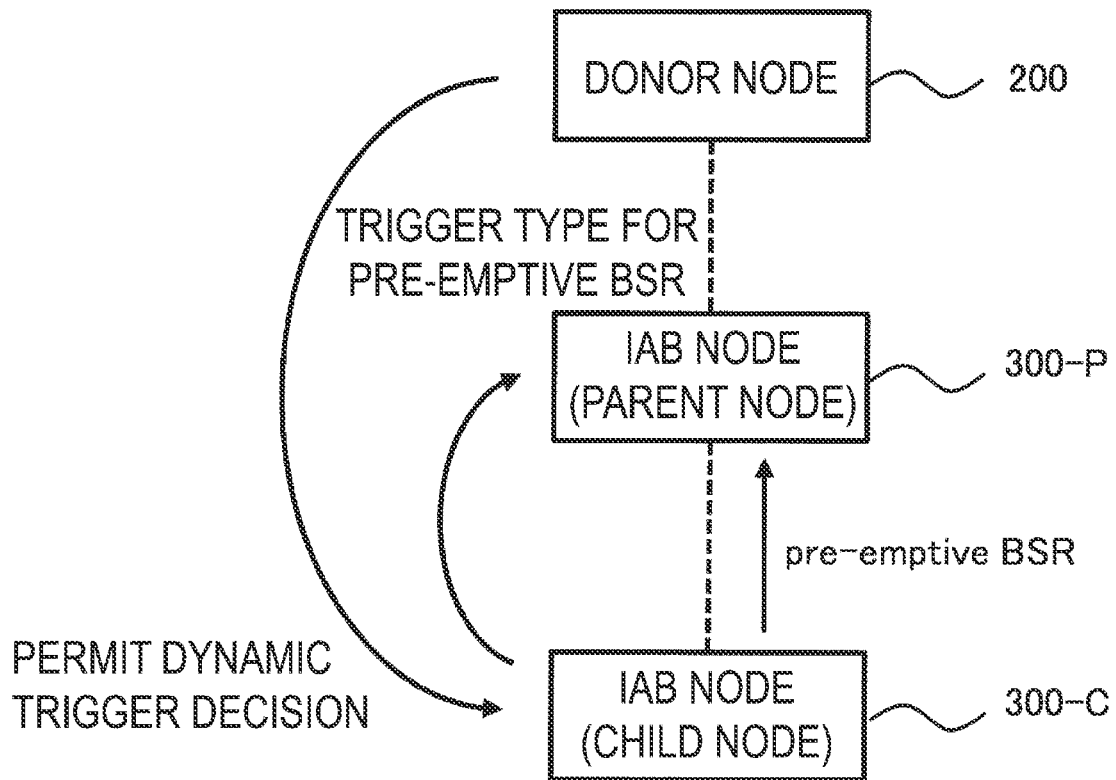 DONOR NODE
200
TRIGGER TYPE FOR
PRE-EMPTIVE BSR
IAB NODE
(PARENT NODE)
300-P
pre-emptive BSR
PERMIT DYNAMIC
TRIGGER DECISION
IAB NODE
(CHILD NODE)
300-C